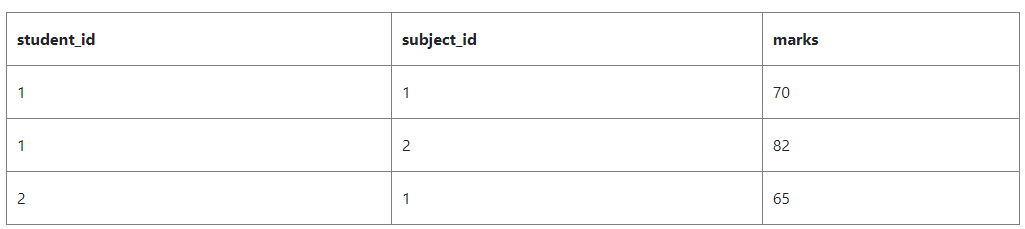 student_id subject_id marks
1 1 70
1 2 82
2 1 65